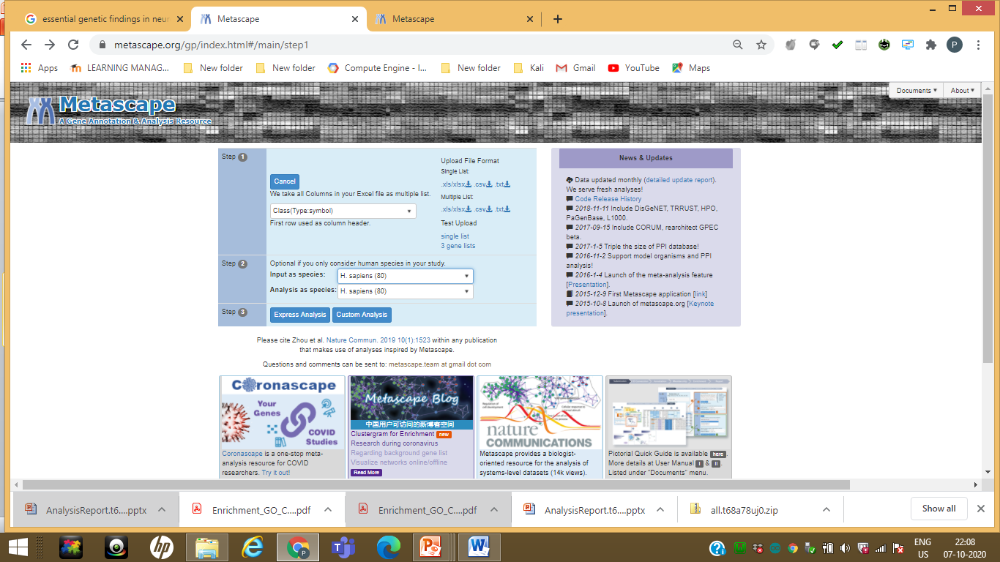 essential genetic findings in neur
Metascape
Metascape
metascape.org/gp/index.html#/main/step1
P
Apps
LEARNING MANAG...
New folder
New folder
Compute Engine - I...
New folder
Kali
Gmail
YouTube
Maps
Documents
About
Metascape
A Gene Annotation & Analysis Resource
Step 1
Cancel
We take all Columns in your Excel file as multiple list.
Class(Type:symbol)
First row used as column header.
Upload File Format
Single List:
.xls/xlsx .csv .txt
Multiple List:
.xls/xlsx .csv .txt
Test Upload
single list
3 gene lists
Step 2
Optional if you only consider human species in your study.
Input as species: H. sapiens (80)
Analysis as species: H. sapiens (80)
Step 3
Express Analysis Custom Analysis
News & Updates
Data updated monthly (detailed update report).
We serve fresh analyses!
Code Release History
2018-11-11 Include DisGeNET, TRRUST, HPO,
PaGenBase, L1000.
2017-09-15 Include CORUM, rearchitect GPEC
beta.
2017-1-5 Triple the size of PPI database!
2016-11-2 Support model organisms and PPI
analysis!
2016-1-4 Launch of the meta-analysis feature
[Presentation].
2015-12-9 First Metascape application [link]
2015-10-8 Launch of metascape.org [Keynote
presentation].
Please cite Zhou et al. Nature Commun. 2019 10(1):1523 within any publication
that makes use of analyses inspired by Metascape.
Questions and comments can be sent to: metascape.team at gmail dot com
Coronascape
Your
Genes
COVID
Studies
Coronascape is a one-stop meta-
analysis resource for COVID
researchers. Try it out!
Metascape Blog
中国用户可访问的新博客空间
Clustergram for Enrichment new
Research during coronavirus
Regarding background gene list
Visualize networks online/offline
Read More
nature
COMMUNICATIONS
Metascape provides a biologist-
oriented resource for the analysis of
systems-level datasets (14k views).
Pictorial Quick Guide is available here.
More details at User Manual I & II.
Listed under "Documents" menu.
AnalysisReport.t6....pptx
Enrichment_GO_C....pdf
Enrichment_GO_C....pdf
AnalysisReport.t6....pptx
all.t68a78uj0.zip
Show all
ENG
US
22:08
07-10-2020